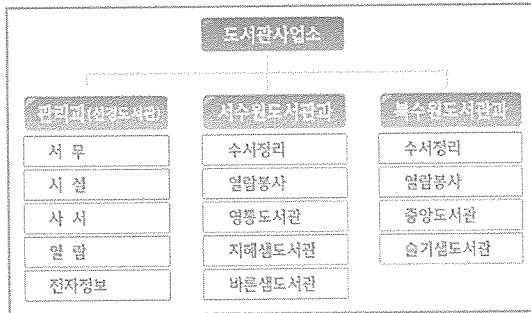 도서관사업소
관리과(선경도서관)
서 무
시 설
사 서
열 람
전자정보
서수원도서관과
수서정리
열람봉사
영통도서관
지혜샘도서관
바른샘도서관
북수원도서관과
수서정리
열람봉사
중앙도서관
슬기샘도서관